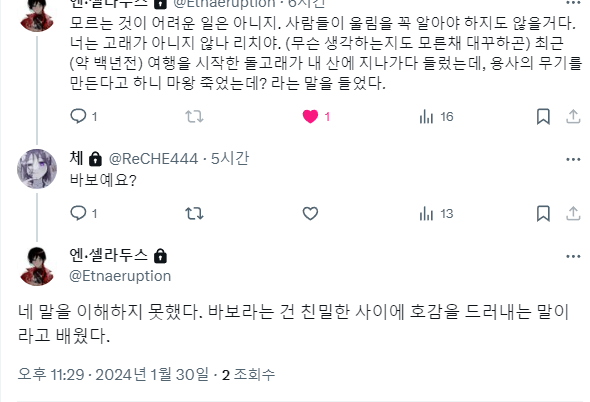 엔·셀라두스 @Etnaeruption · 6시간
모르는 것이 어려운 일은 아니지. 사람들이 울림을 꼭 알아야 하지도 않을거다.
너는 고래가 아니지 않나 리치야. (무슨 생각하는지도 모른채 대꾸하곤) 최근
(약 백년전) 여행을 시작한 돌고래가 내 산에 지나가다 들렀는데, 용사의 무기를
만든다고 하니 마왕 죽었는데? 라는 말을 들었다.
1 1 16
체 @ReCHE444 · 5시간
바보예요?
1 13
엔·셀라두스
@Etnaeruption
네 말을 이해하지 못했다. 바보라는 건 친밀한 사이에 호감을 드러내는 말이
라고 배웠다.
오후 11:29 · 2024년 1월 30일 · 2 조회수